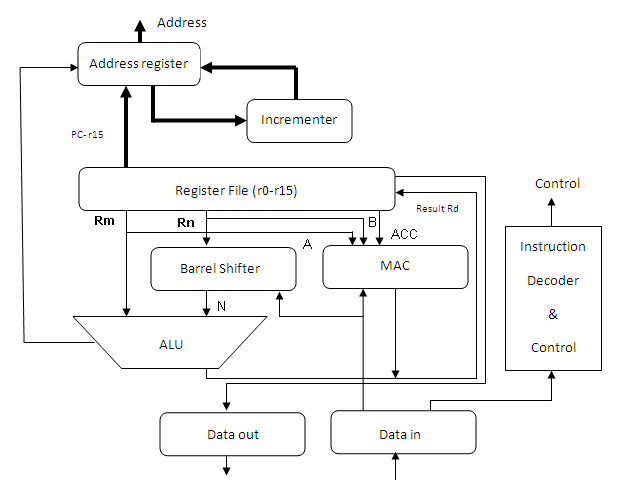 Address
Address register
Incrementer
PC-r15
Register File (r0-r15)
Control
Result Rd
Rm
Rn
B
A
ACC
Instruction
Decoder
&
Control
Barrel Shifter
MAC
N
ALU
Data out
Data in